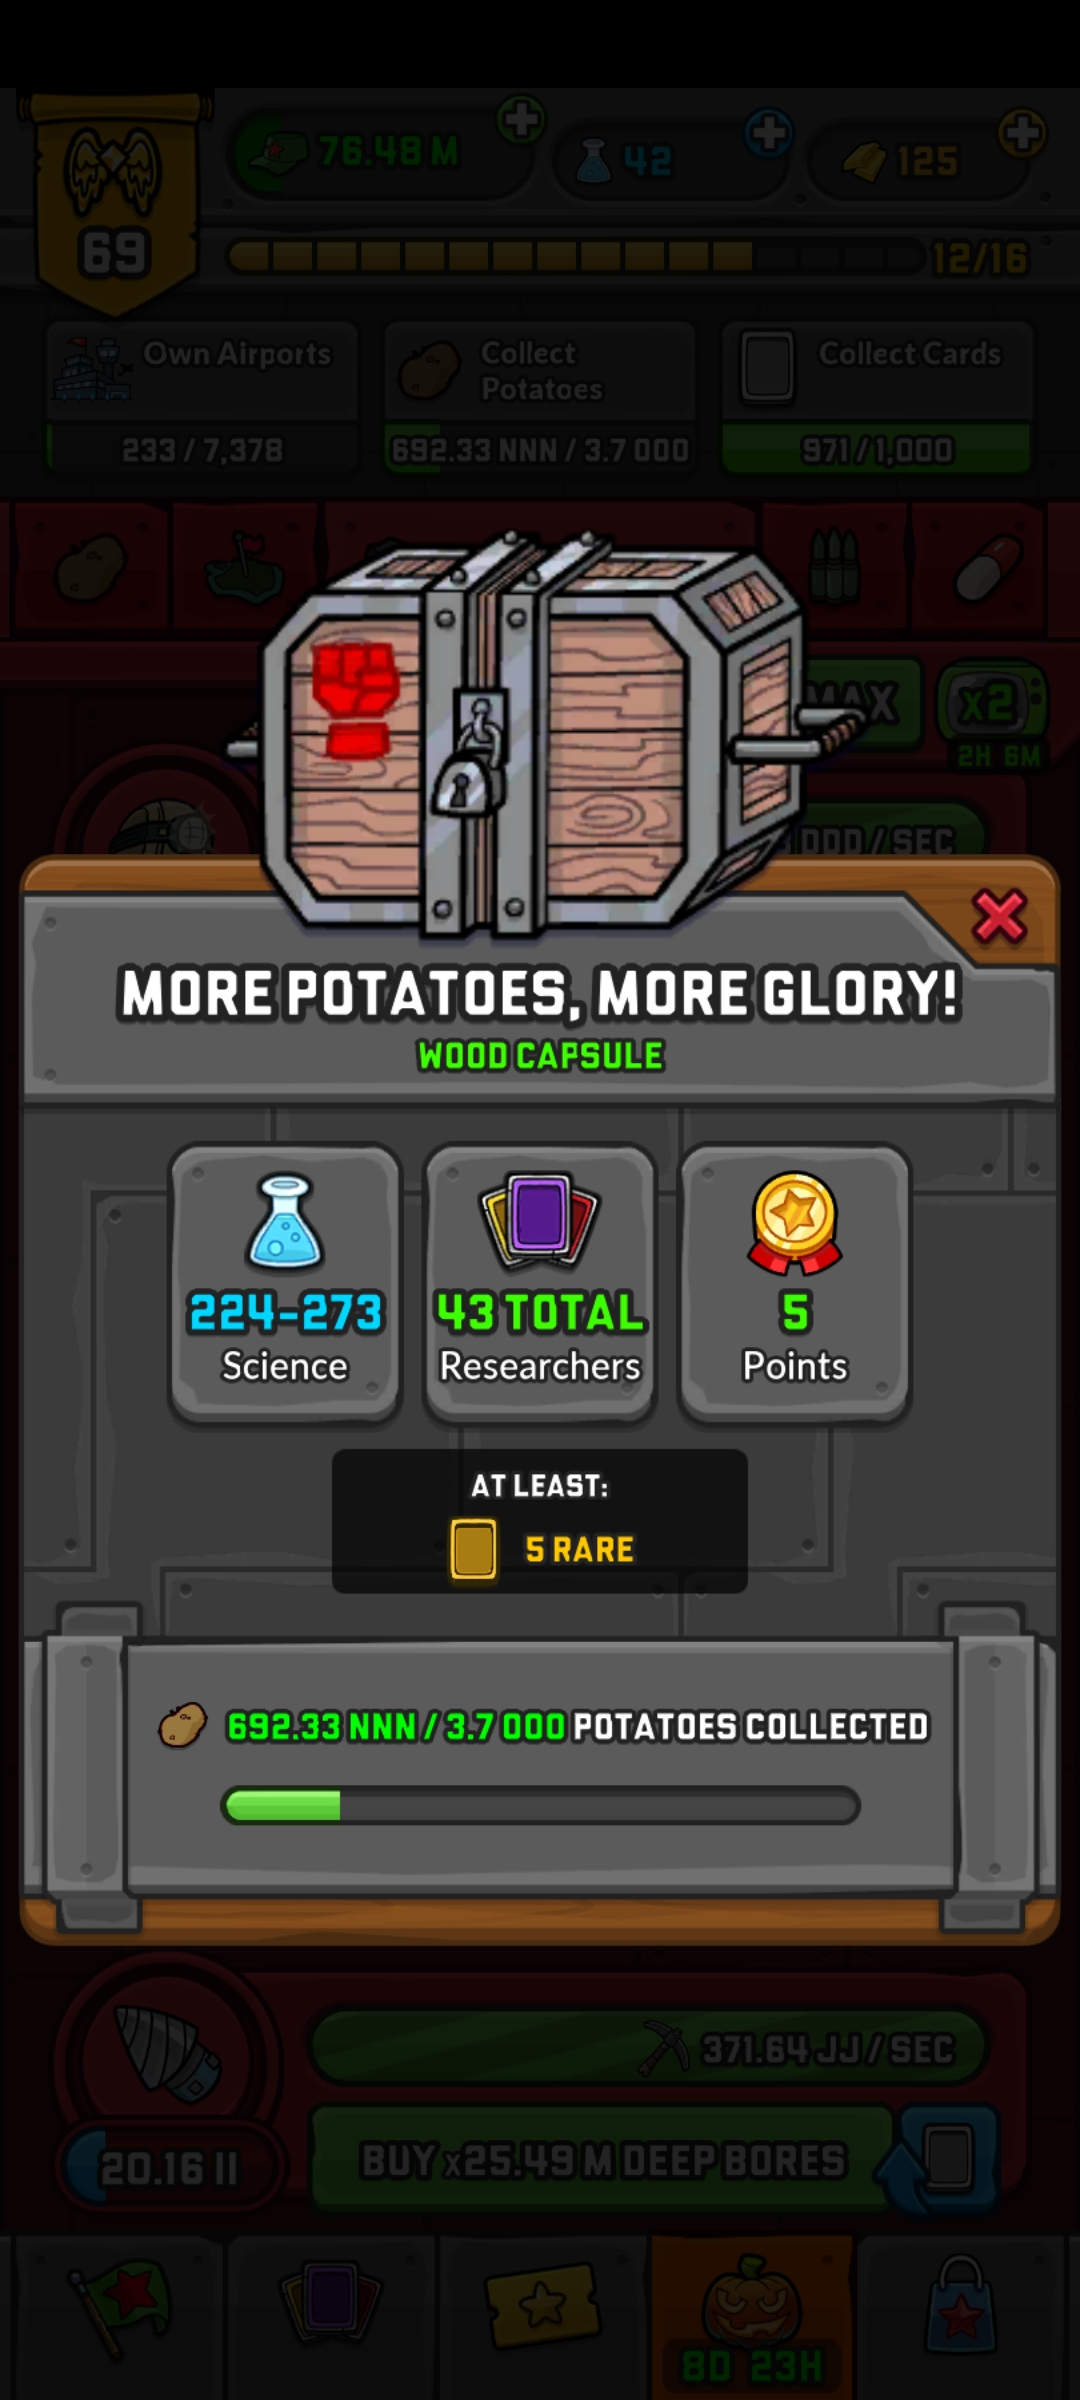 76.48 M
42
125
69
12/16
Own Airports
Collect
Potatoes
Collect Cards
233 / 7,378
692.33 NNN / 3.7 OOO
971 / 1,000
MAX
x2
2H 6M
DDD / SEC
MORE POTATOES, MORE GLORY!
WOOD CAPSULE
224-273
43 TOTAL
5
Science
Researchers
Points
AT LEAST:
5 RARE
692.33 NNN / 3.7 OOO POTATOES COLLECTED
371.64 JJ / SEC
20.16 II
BUY x25.49 M DEEP BORES
8D 23H